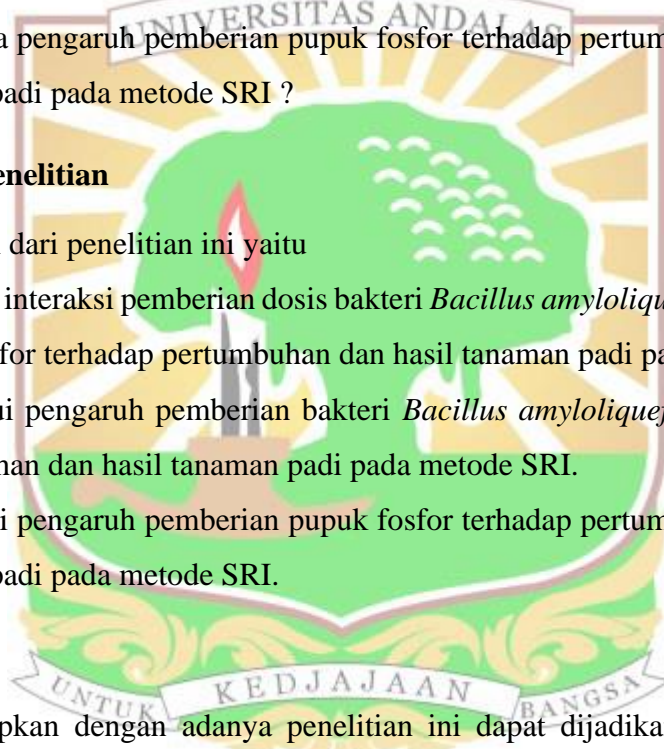 UNIVERSITAS ANDALAS
a pengaruh pemberian pupuk fosfor terhadap pertum
padi pada metode SRI ?
enelitian
dari penelitian ini yaitu
interaksi pemberian dosis bakteri Bacillus amylolique
for terhadap pertumbuhan dan hasil tanaman padi pa
ui pengaruh pemberian bakteri Bacillus amyloliquef
han dan hasil tanaman padi pada metode SRI.
i pengaruh pemberian pupuk fosfor terhadap pertum
padi pada metode SRI.
UNTUK KEDJAJAAN BANGSA
pkan dengan adanya penelitian ini dapat dijadika